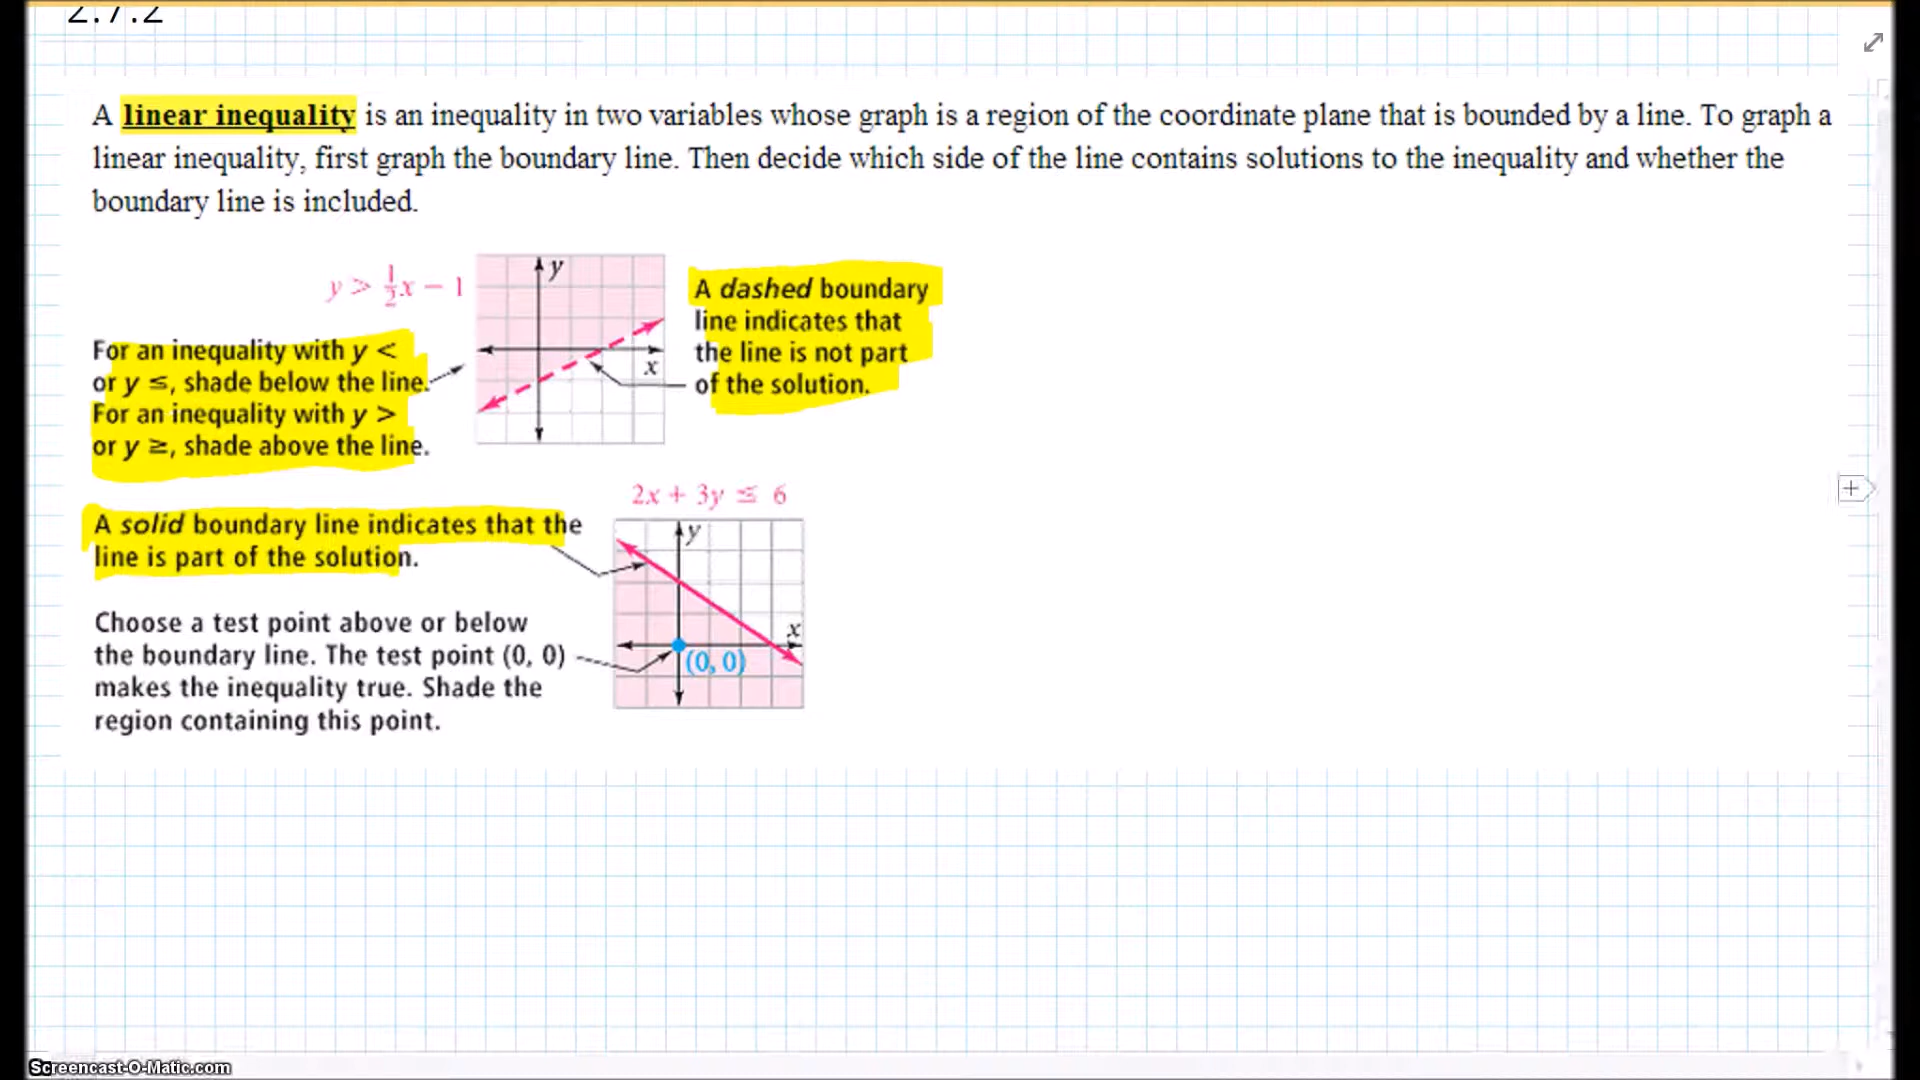 2.7.2
A linear inequality is an inequality in two variables whose graph is a region of the coordinate plane that is bounded by a line. To graph a
linear inequality, first graph the boundary line. Then decide which side of the line contains solutions to the inequality and whether the
boundary line is included.
y > 1/2 x − 1
y
x
A dashed boundary
line indicates that
the line is not part
of the solution.
For an inequality with y <
or y ≤, shade below the line.
For an inequality with y >
or y ≥, shade above the line.
2x + 3y ≤ 6
y
x
(0, 0)
A solid boundary line indicates that the
line is part of the solution.
Choose a test point above or below
the boundary line. The test point (0, 0)
makes the inequality true. Shade the
region containing this point.
Screencast-O-Matic.com